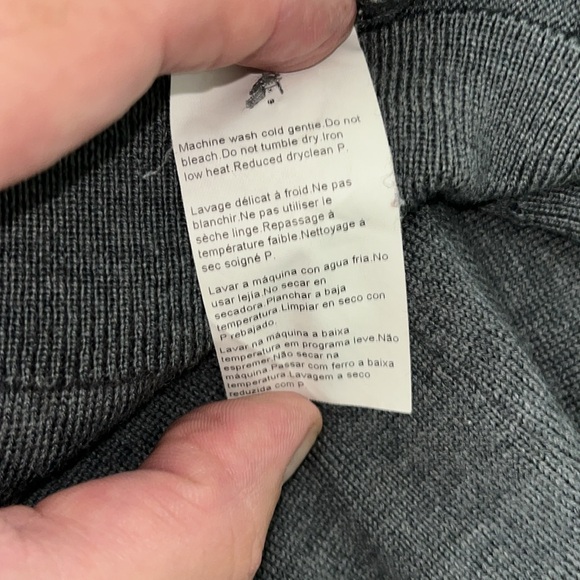 Machine wash cold gentle.Do not
bleach.Do not tumble dry.Iron
low heat.Reduced dryclean P.
Lavage délicat à froid.Ne pas
blanchir.Ne pas utiliser le
sèche linge.Repassage à
température faible.Nettoyage à
sec soigné P.
Lavar a máquina con agua fria.No
usar lejia.No secar en
secadora.Planchar a baja
temperatura.Limpiar en seco con
P rebajado.
Lavar na máquina a baixa
temperatura em programa leve.Não
espremer.Não secar na
máquina.Passar com ferro a baixa
temperatura.Lavagem a seco
reduzida com P